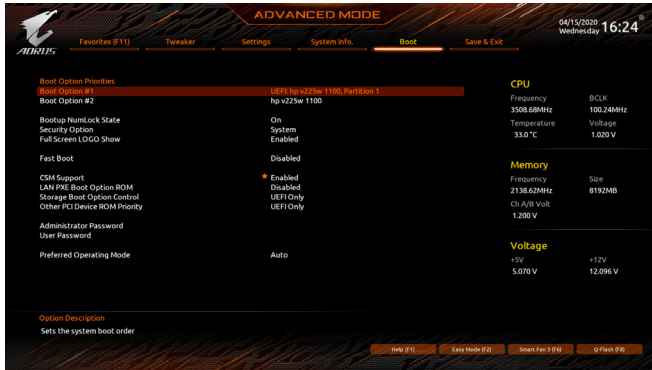 ADVANCED MODE
04/15/2020
Wednesday
16:24
AORUS
Favorites (F11) Tweaker Settings System Info. Boot Save & Exit
Boot Option Priorities
Boot Option #1 UEFI: hp v225w 1100, Partition 1
Boot Option #2 hp v225w 1100
Bootup NumLock State On
Security Option System
Full Screen LOGO Show Enabled
Fast Boot Disabled
CSM Support * Enabled
LAN PXE Boot Option ROM Disabled
Storage Boot Option Control UEFI Only
Other PCI Device ROM Priority UEFI Only
Administrator Password
User Password
Preferred Operating Mode Auto
CPU
Frequency BCLK
3508.68MHz 100.24MHz
Temperature Voltage
33.0 °C 1.020 V
Memory
Frequency Size
2138.62MHz 8192MB
Ch A/B Volt
1.200 V
Voltage
+5V +12V
5.070 V 12.096 V
Option Description
Sets the system boot order
Help (F1) Easy Mode (F2) Smart Fan 5 (F6) Q-Flash (F8)